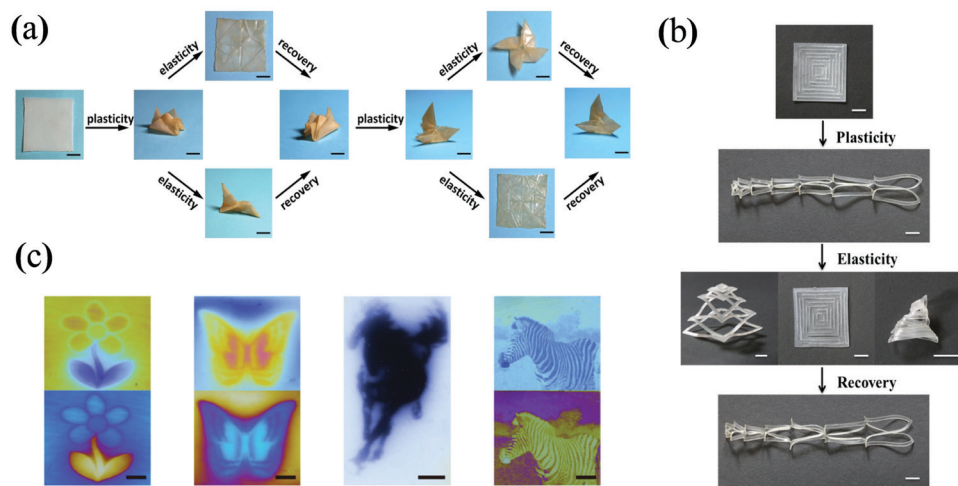 (a)
elasticity
recovery
elasticity
recovery
plasticity
plasticity
elasticity
recovery
elasticity
recovery
(b)
Plasticity
Elasticity
Recovery
(c)